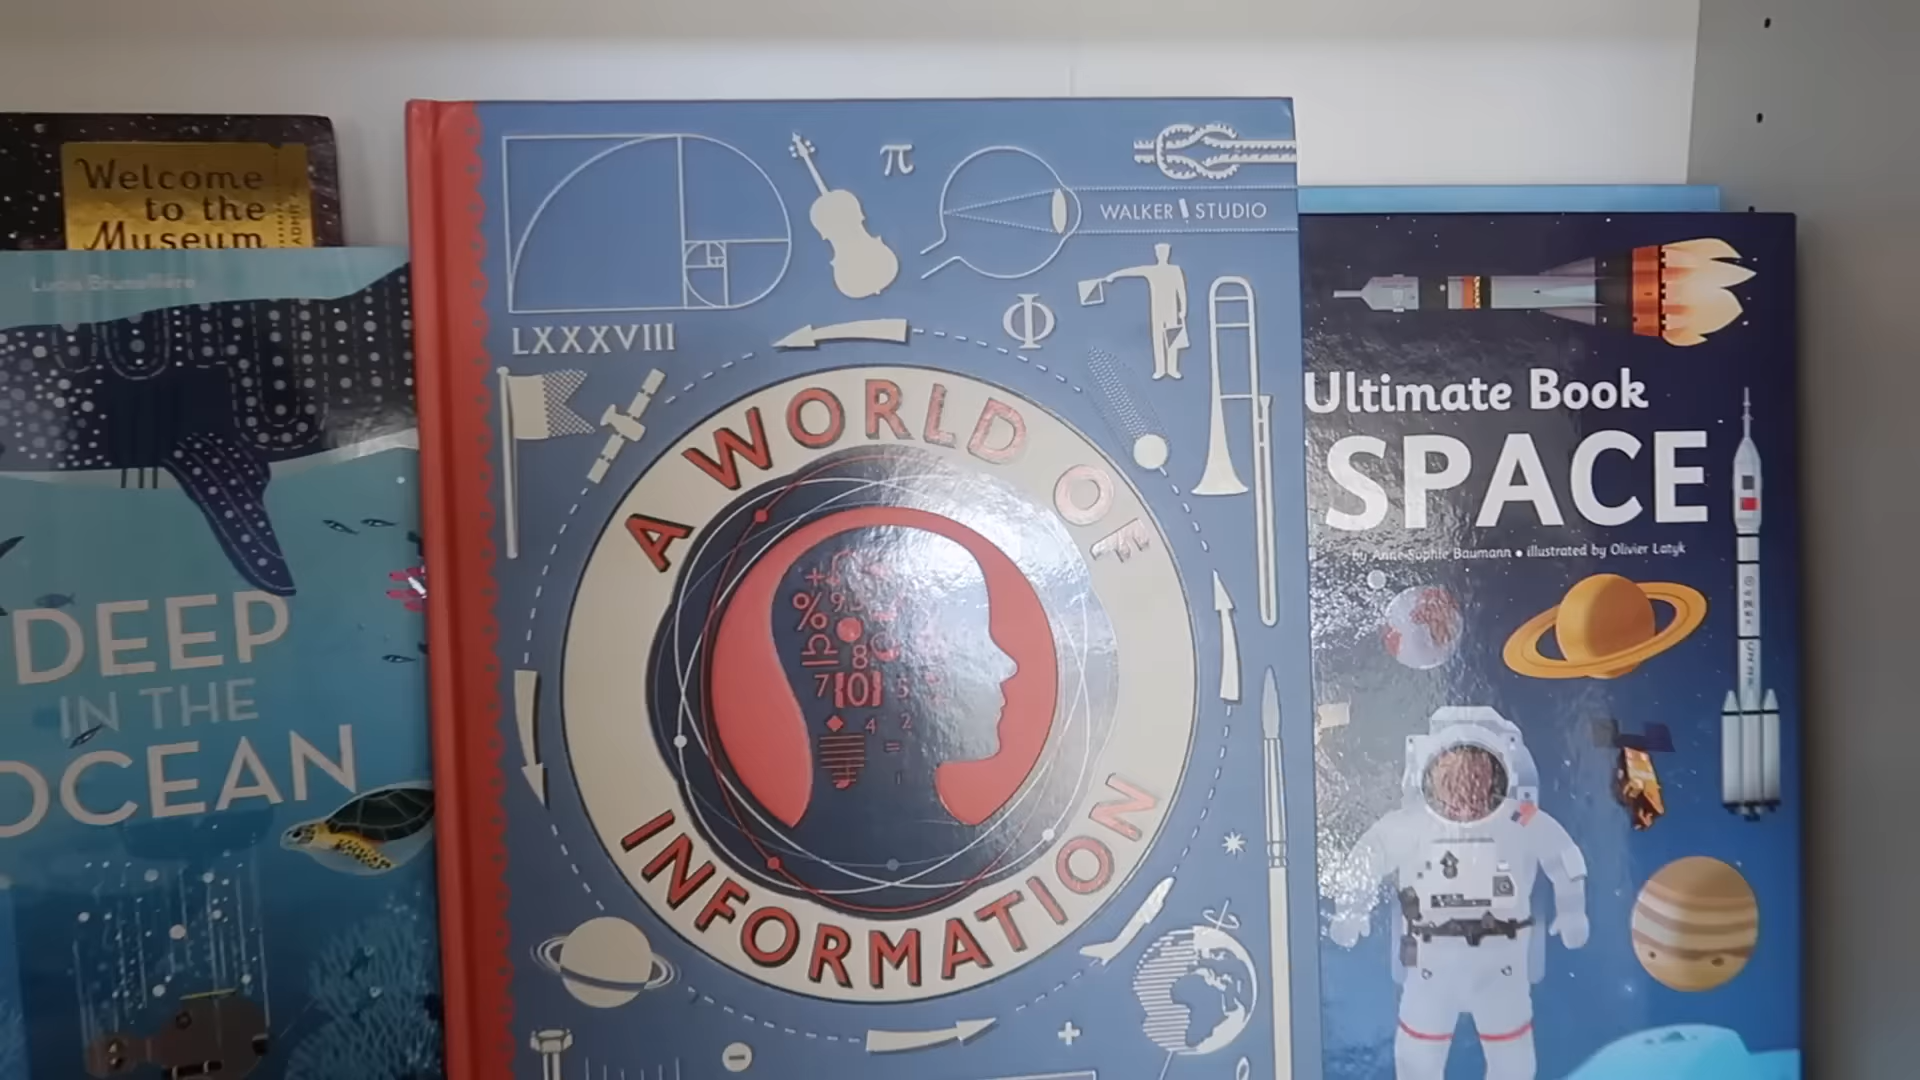 Welcome
to the
Museum
ADMIT
Lucie Brunellière
DEEP
IN THE
OCEAN
π
WALKER STUDIO
LXXXVIII
Φ
A WORLD OF
INFORMATION
Ultimate Book
SPACE
by Anne-Sophie Baumann • illustrated by Olivier Latyk